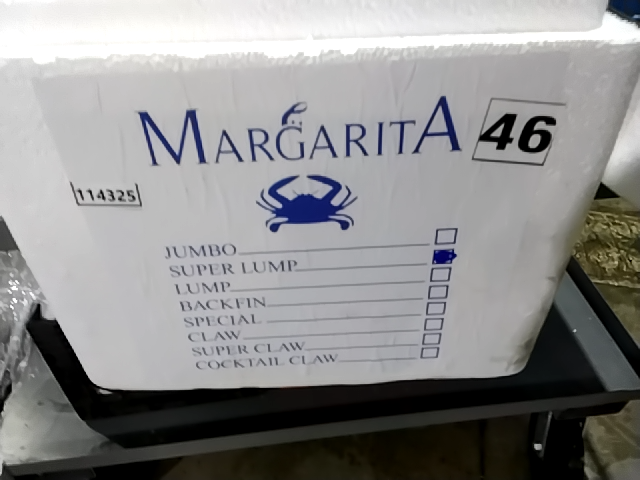 MARGARITA
46
114325
JUMBO
SUPER LUMP
LUMP
BACKFIN
SPECIAL
CLAW
SUPER CLAW
COCKTAIL CLAW